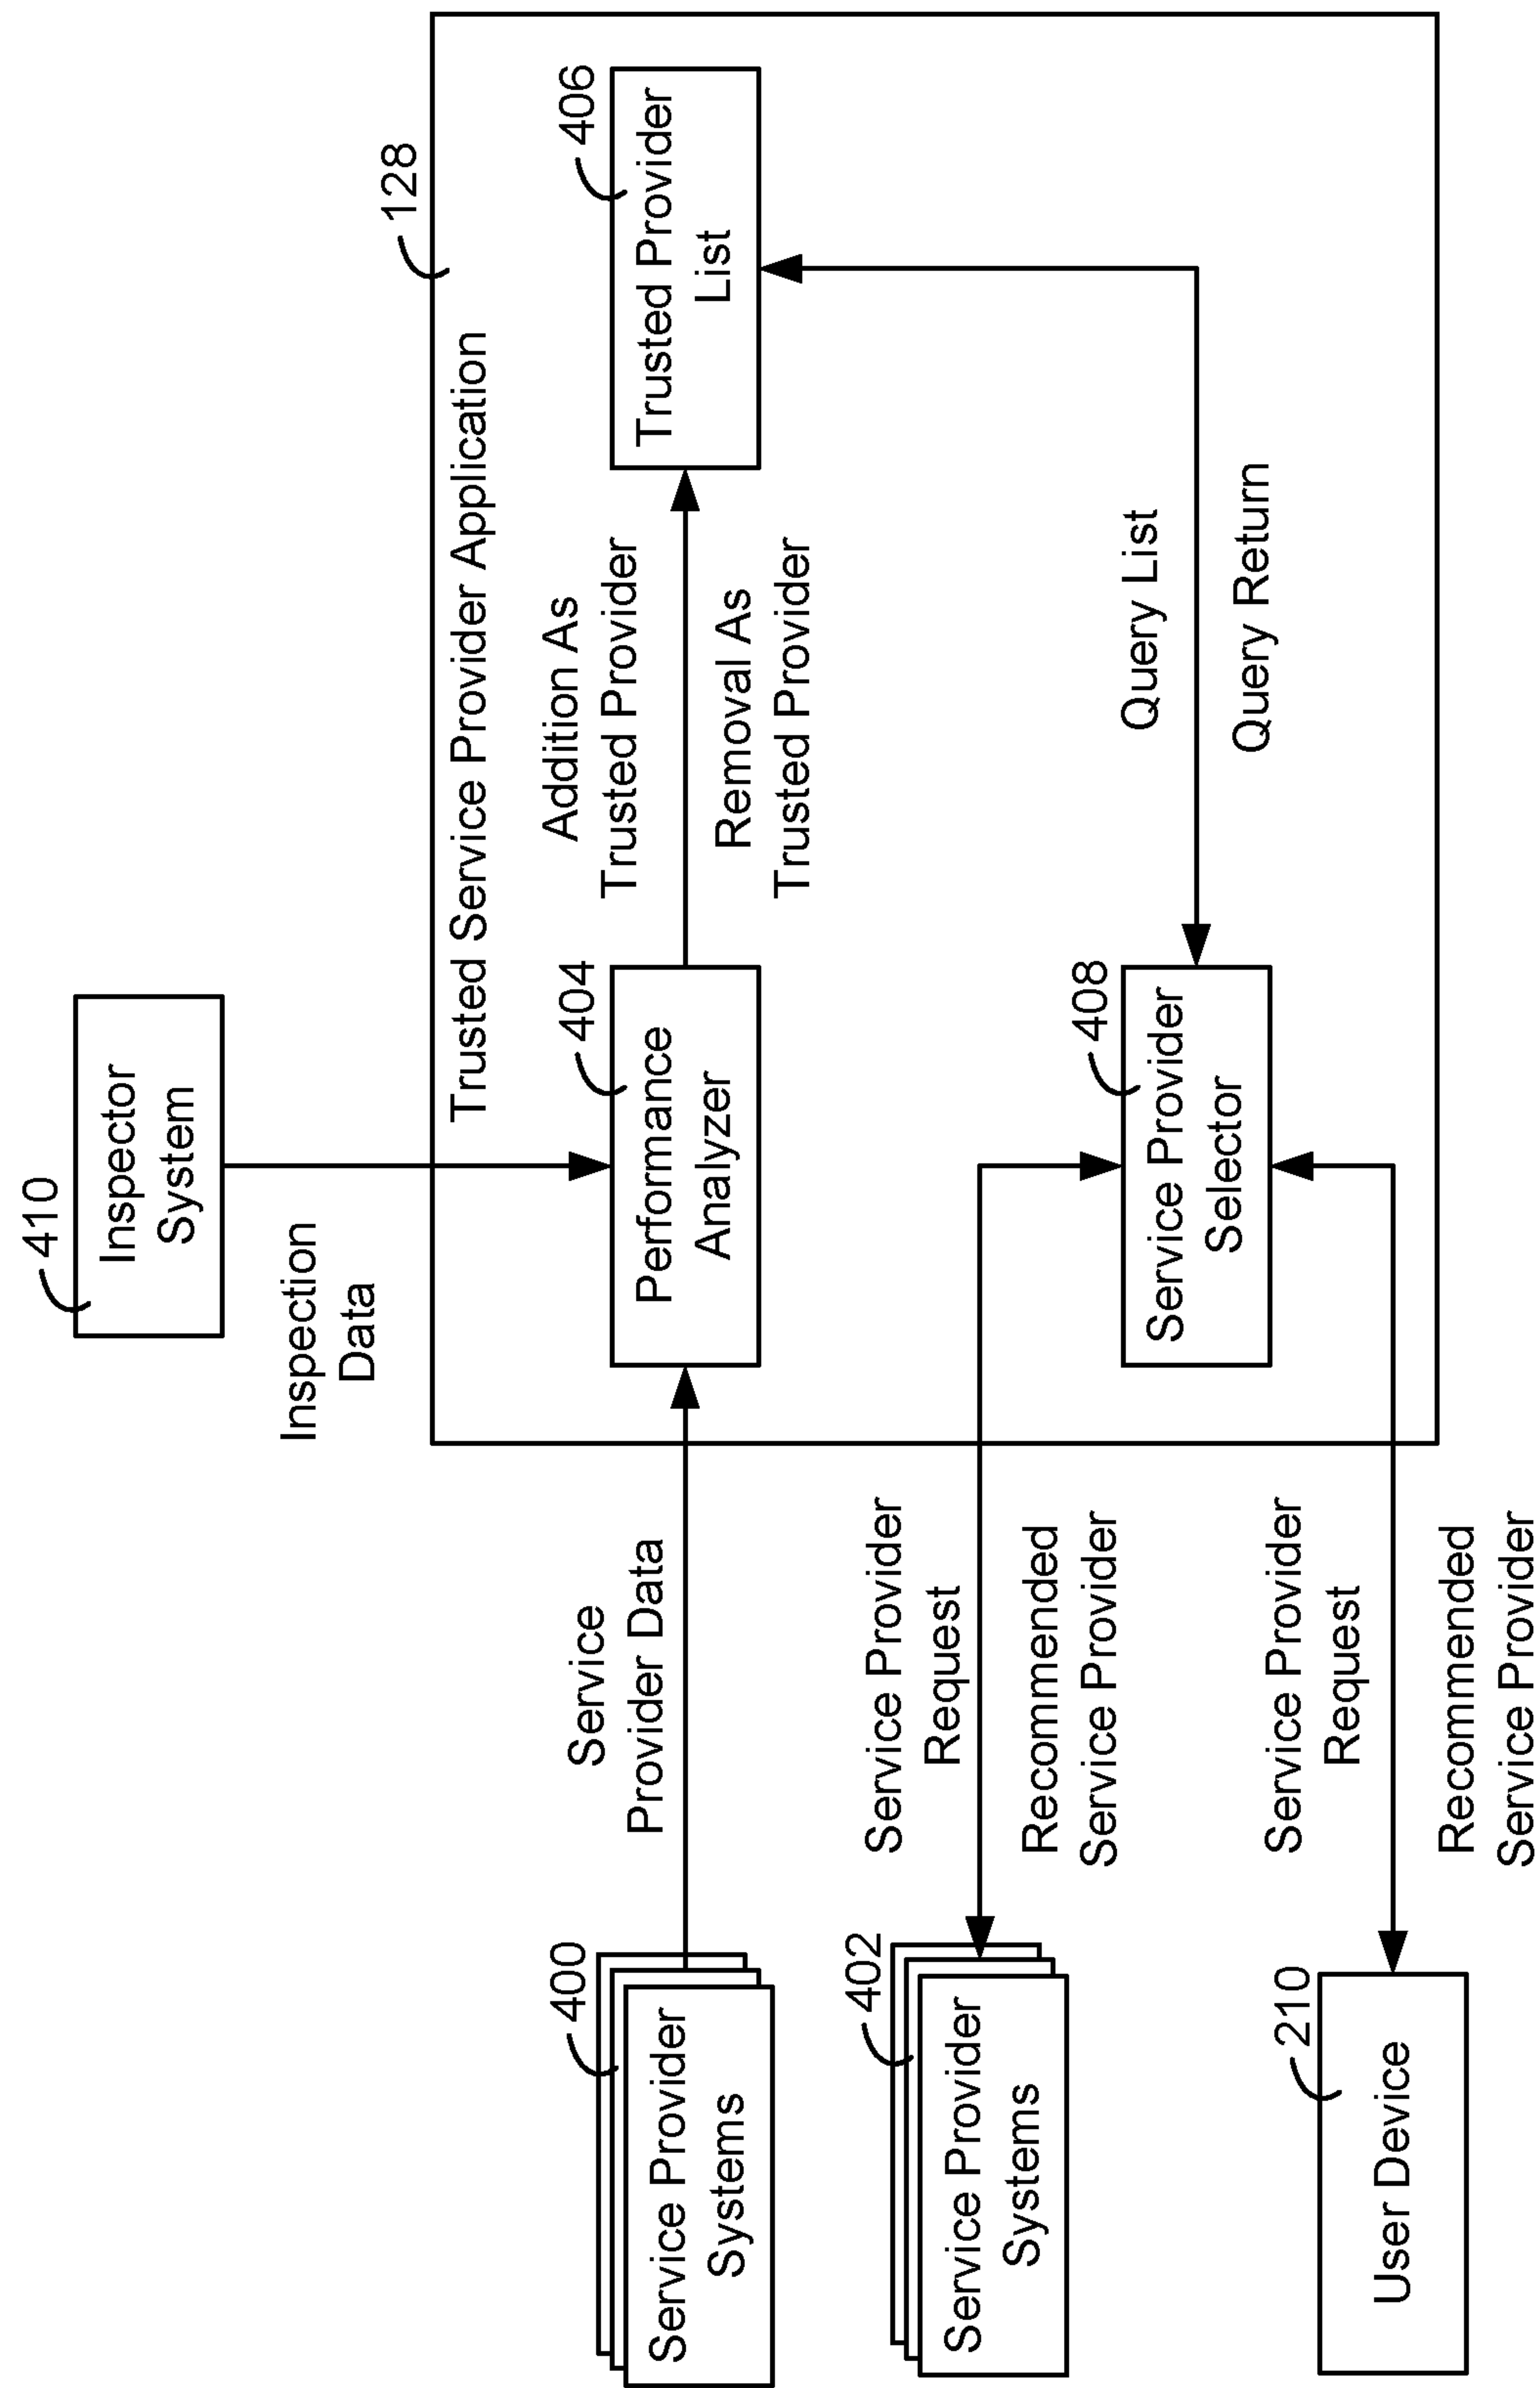 410
Inspector
System
Inspection
Data
128
Trusted Service Provider Application
400
Service Provider
Systems
Service
Provider Data
404
Performance
Analyzer
Addition As
Trusted Provider
Removal As
Trusted Provider
406
Trusted Provider
List
402
Service Provider
Systems
Service Provider
Request
Recommended
Service Provider
408
Service Provider
Selector
Query List
Query Return
210
User Device
Service Provider
Request
Recommended
Service Provider